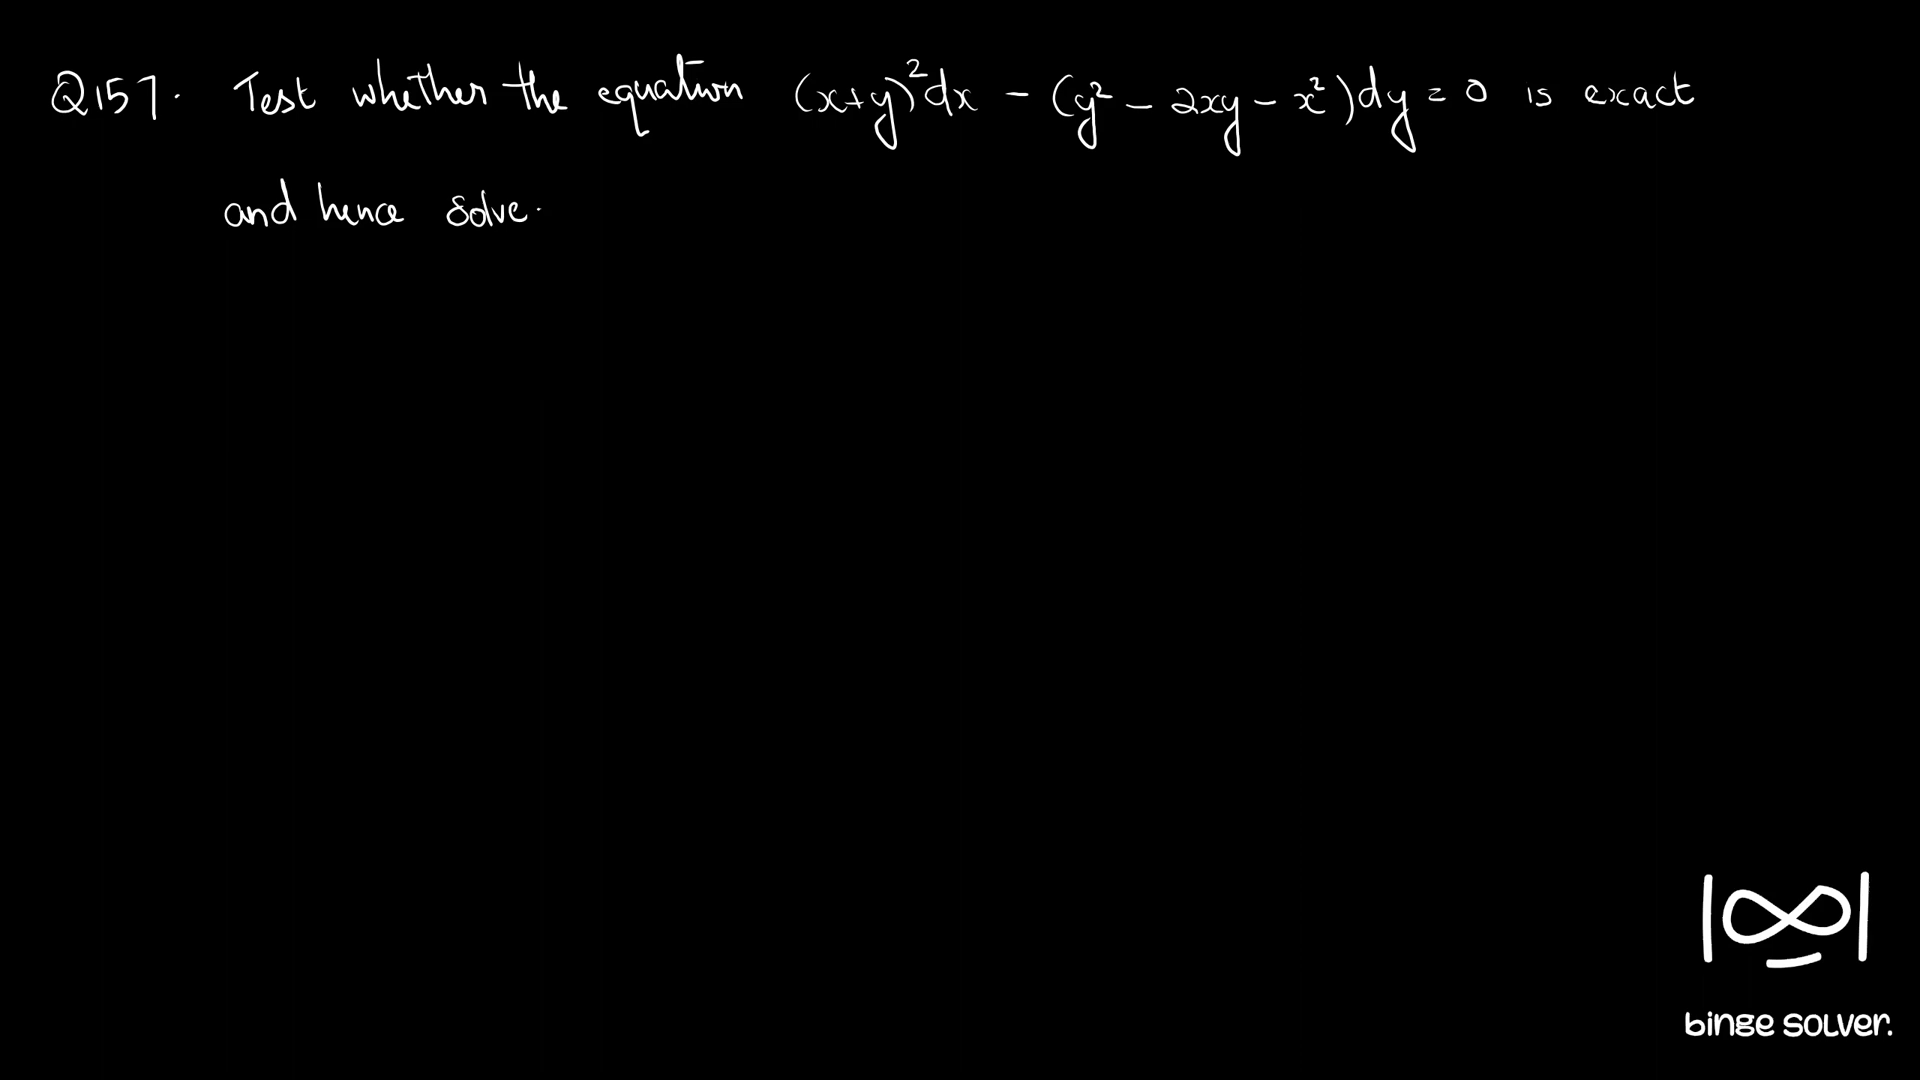 Q157. Test whether the equation (x+y)²dx - (y² - 2xy - x²)dy = 0 is exact
and hence solve.
binge solver.